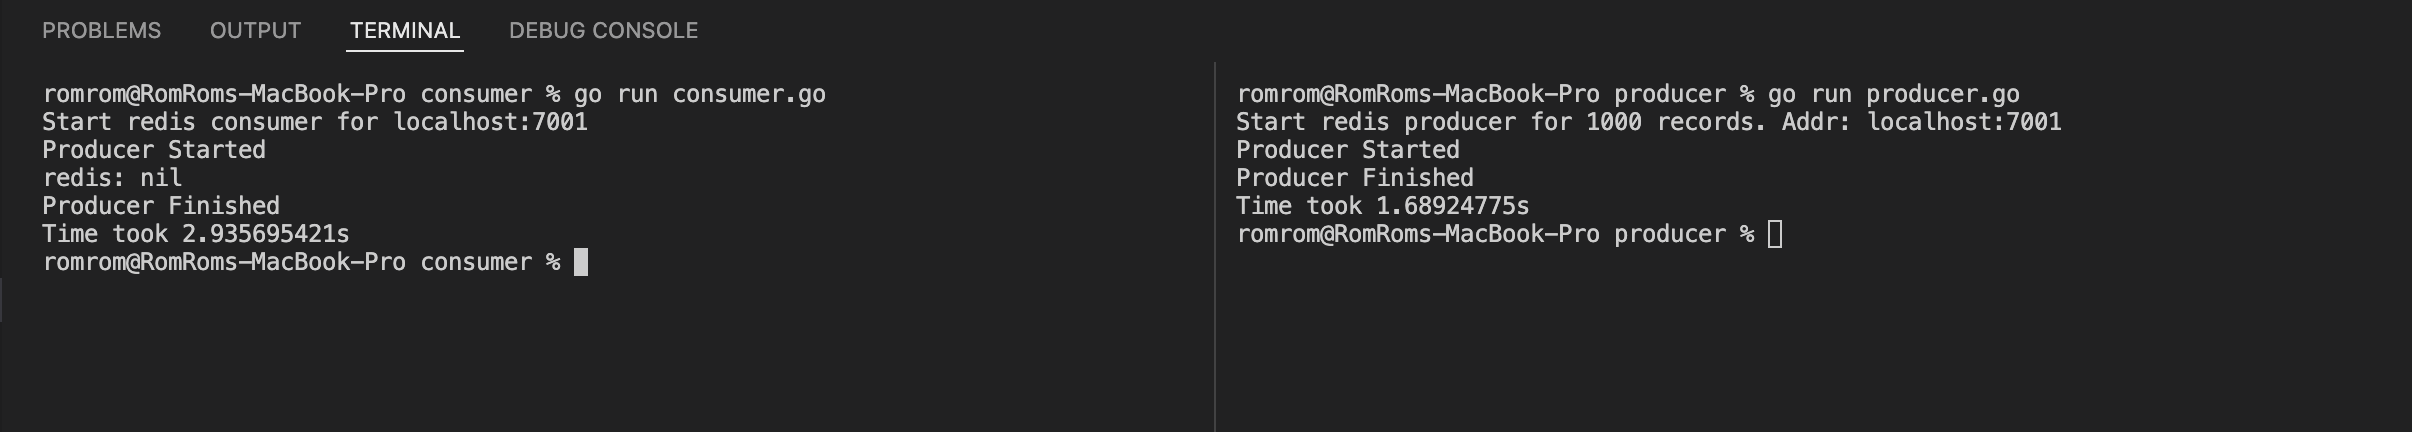 PROBLEMS OUTPUT TERMINAL DEBUG CONSOLE
romrom@RomRoms-MacBook-Pro consumer % go run consumer.go
Start redis consumer for localhost:7001
Producer Started
redis: nil
Producer Finished
Time took 2.935695421s
romrom@RomRoms-MacBook-Pro consumer %
romrom@RomRoms-MacBook-Pro producer % go run producer.go
Start redis producer for 1000 records. Addr: localhost:7001
Producer Started
Producer Finished
Time took 1.68924775s
romrom@RomRoms-MacBook-Pro producer %